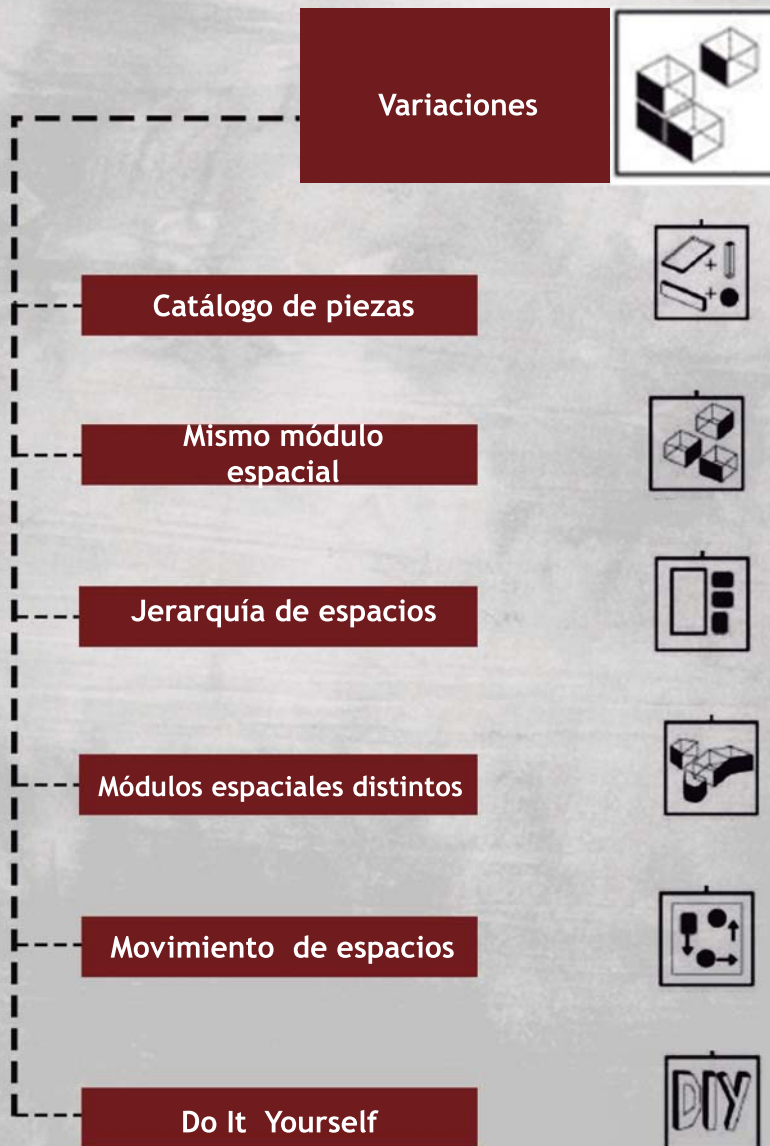 Variaciones
Catálogo de piezas
Mismo módulo
espacial
Jerarquía de espacios
Módulos espaciales distintos
Movimiento de espacios
Do It Yourself
DIY